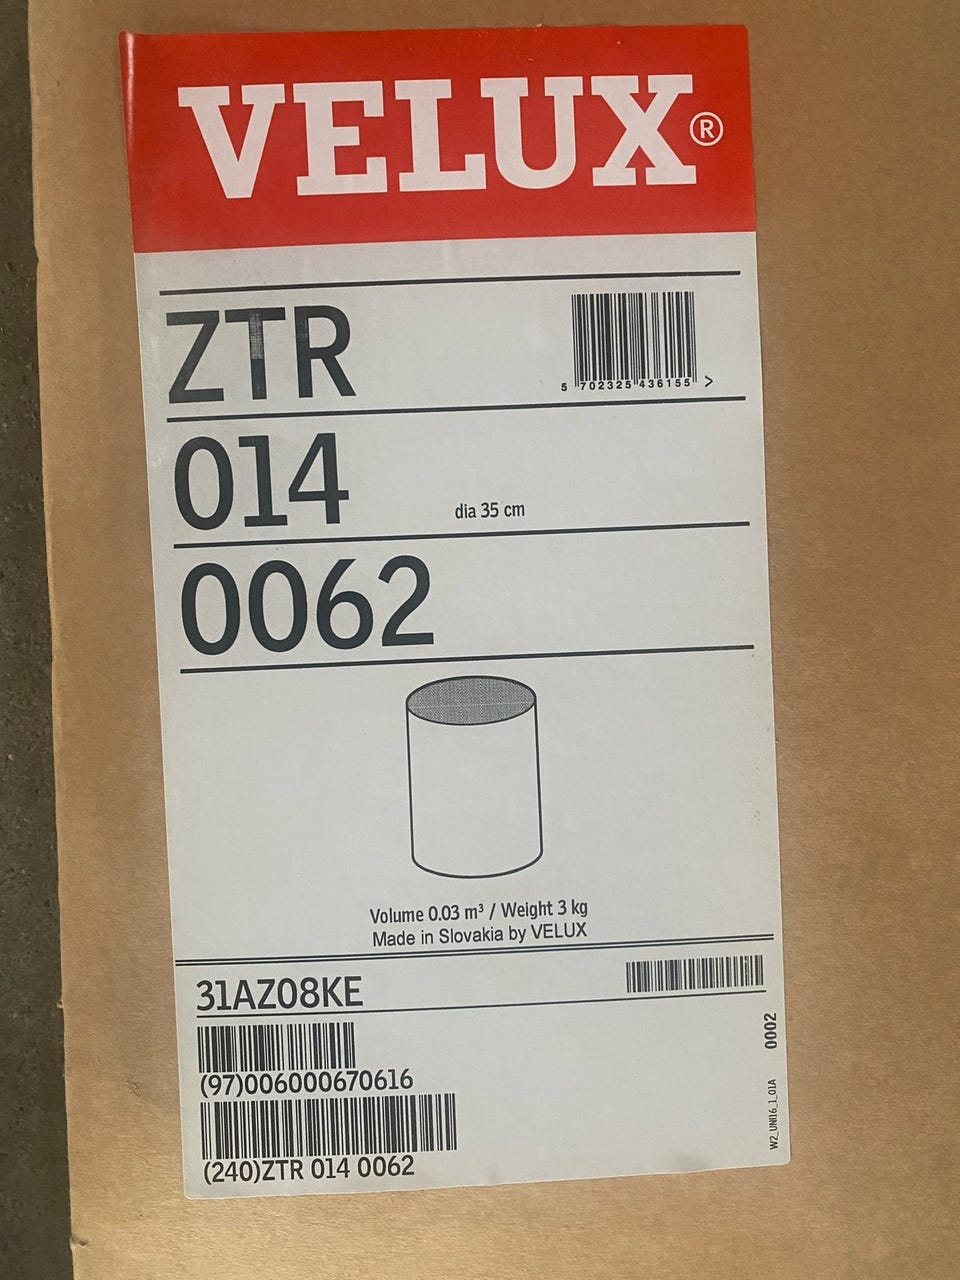 VELUX®
ZTR
5 702325 436155 >
014
dia 35 cm
0062
Volume 0.03 m³ / Weight 3 kg
Made in Slovakia by VELUX
31AZ08KE
(97)006000670616
(240)ZTR 014 0062
W2_UNI16_1_01A 0002